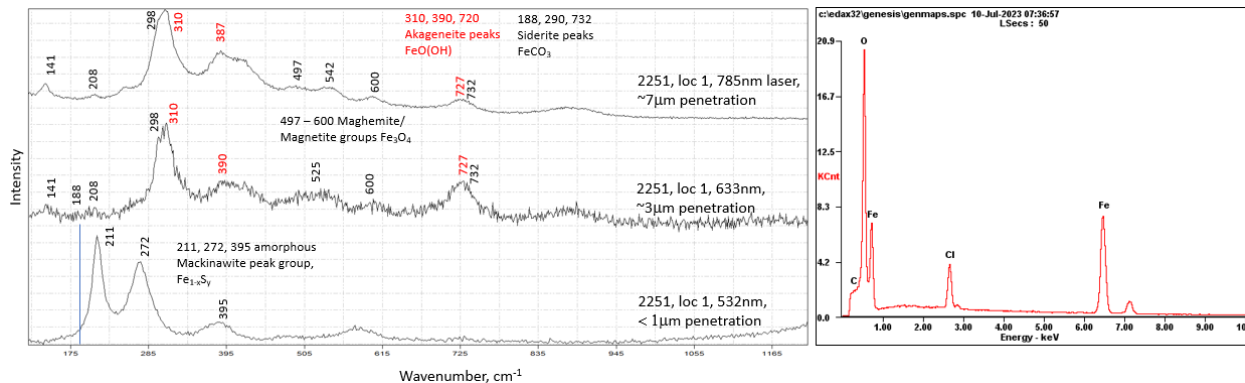 298
310
141
208
387
497
542
600
727
732
310, 390, 720
Akageneite peaks
FeO(OH)
188, 290, 732
Siderite peaks
FeCO3
2251, loc 1, 785nm laser,
~7μm penetration
497 – 600 Maghemite/
Magnetite groups Fe3O4
298
310
141
188
208
390
525
600
727
732
2251, loc 1, 633nm,
~3μm penetration
211
272
395
211, 272, 395 amorphous
Mackinawite peak group,
Fe1-xSy
2251, loc 1, 532nm,
< 1μm penetration
Intensity
175 285 395 505 615 725 835 945 1055 1165
Wavenumber, cm-1
c:\edax32\genesis\genmaps.spc 10-Jul-2023 07:36:57
LSecs : 50
20.9
16.7
12.5
KCnt
8.3
4.2
0.0
O
Fe
C
Cl
Fe
1.00 2.00 3.00 4.00 5.00 6.00 7.00 8.00 9.00 10
Energy - keV